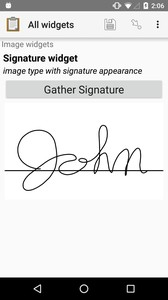 2:06
All widgets
Image widgets
Signature widget
image type with signature appearance
Gather Signature
John